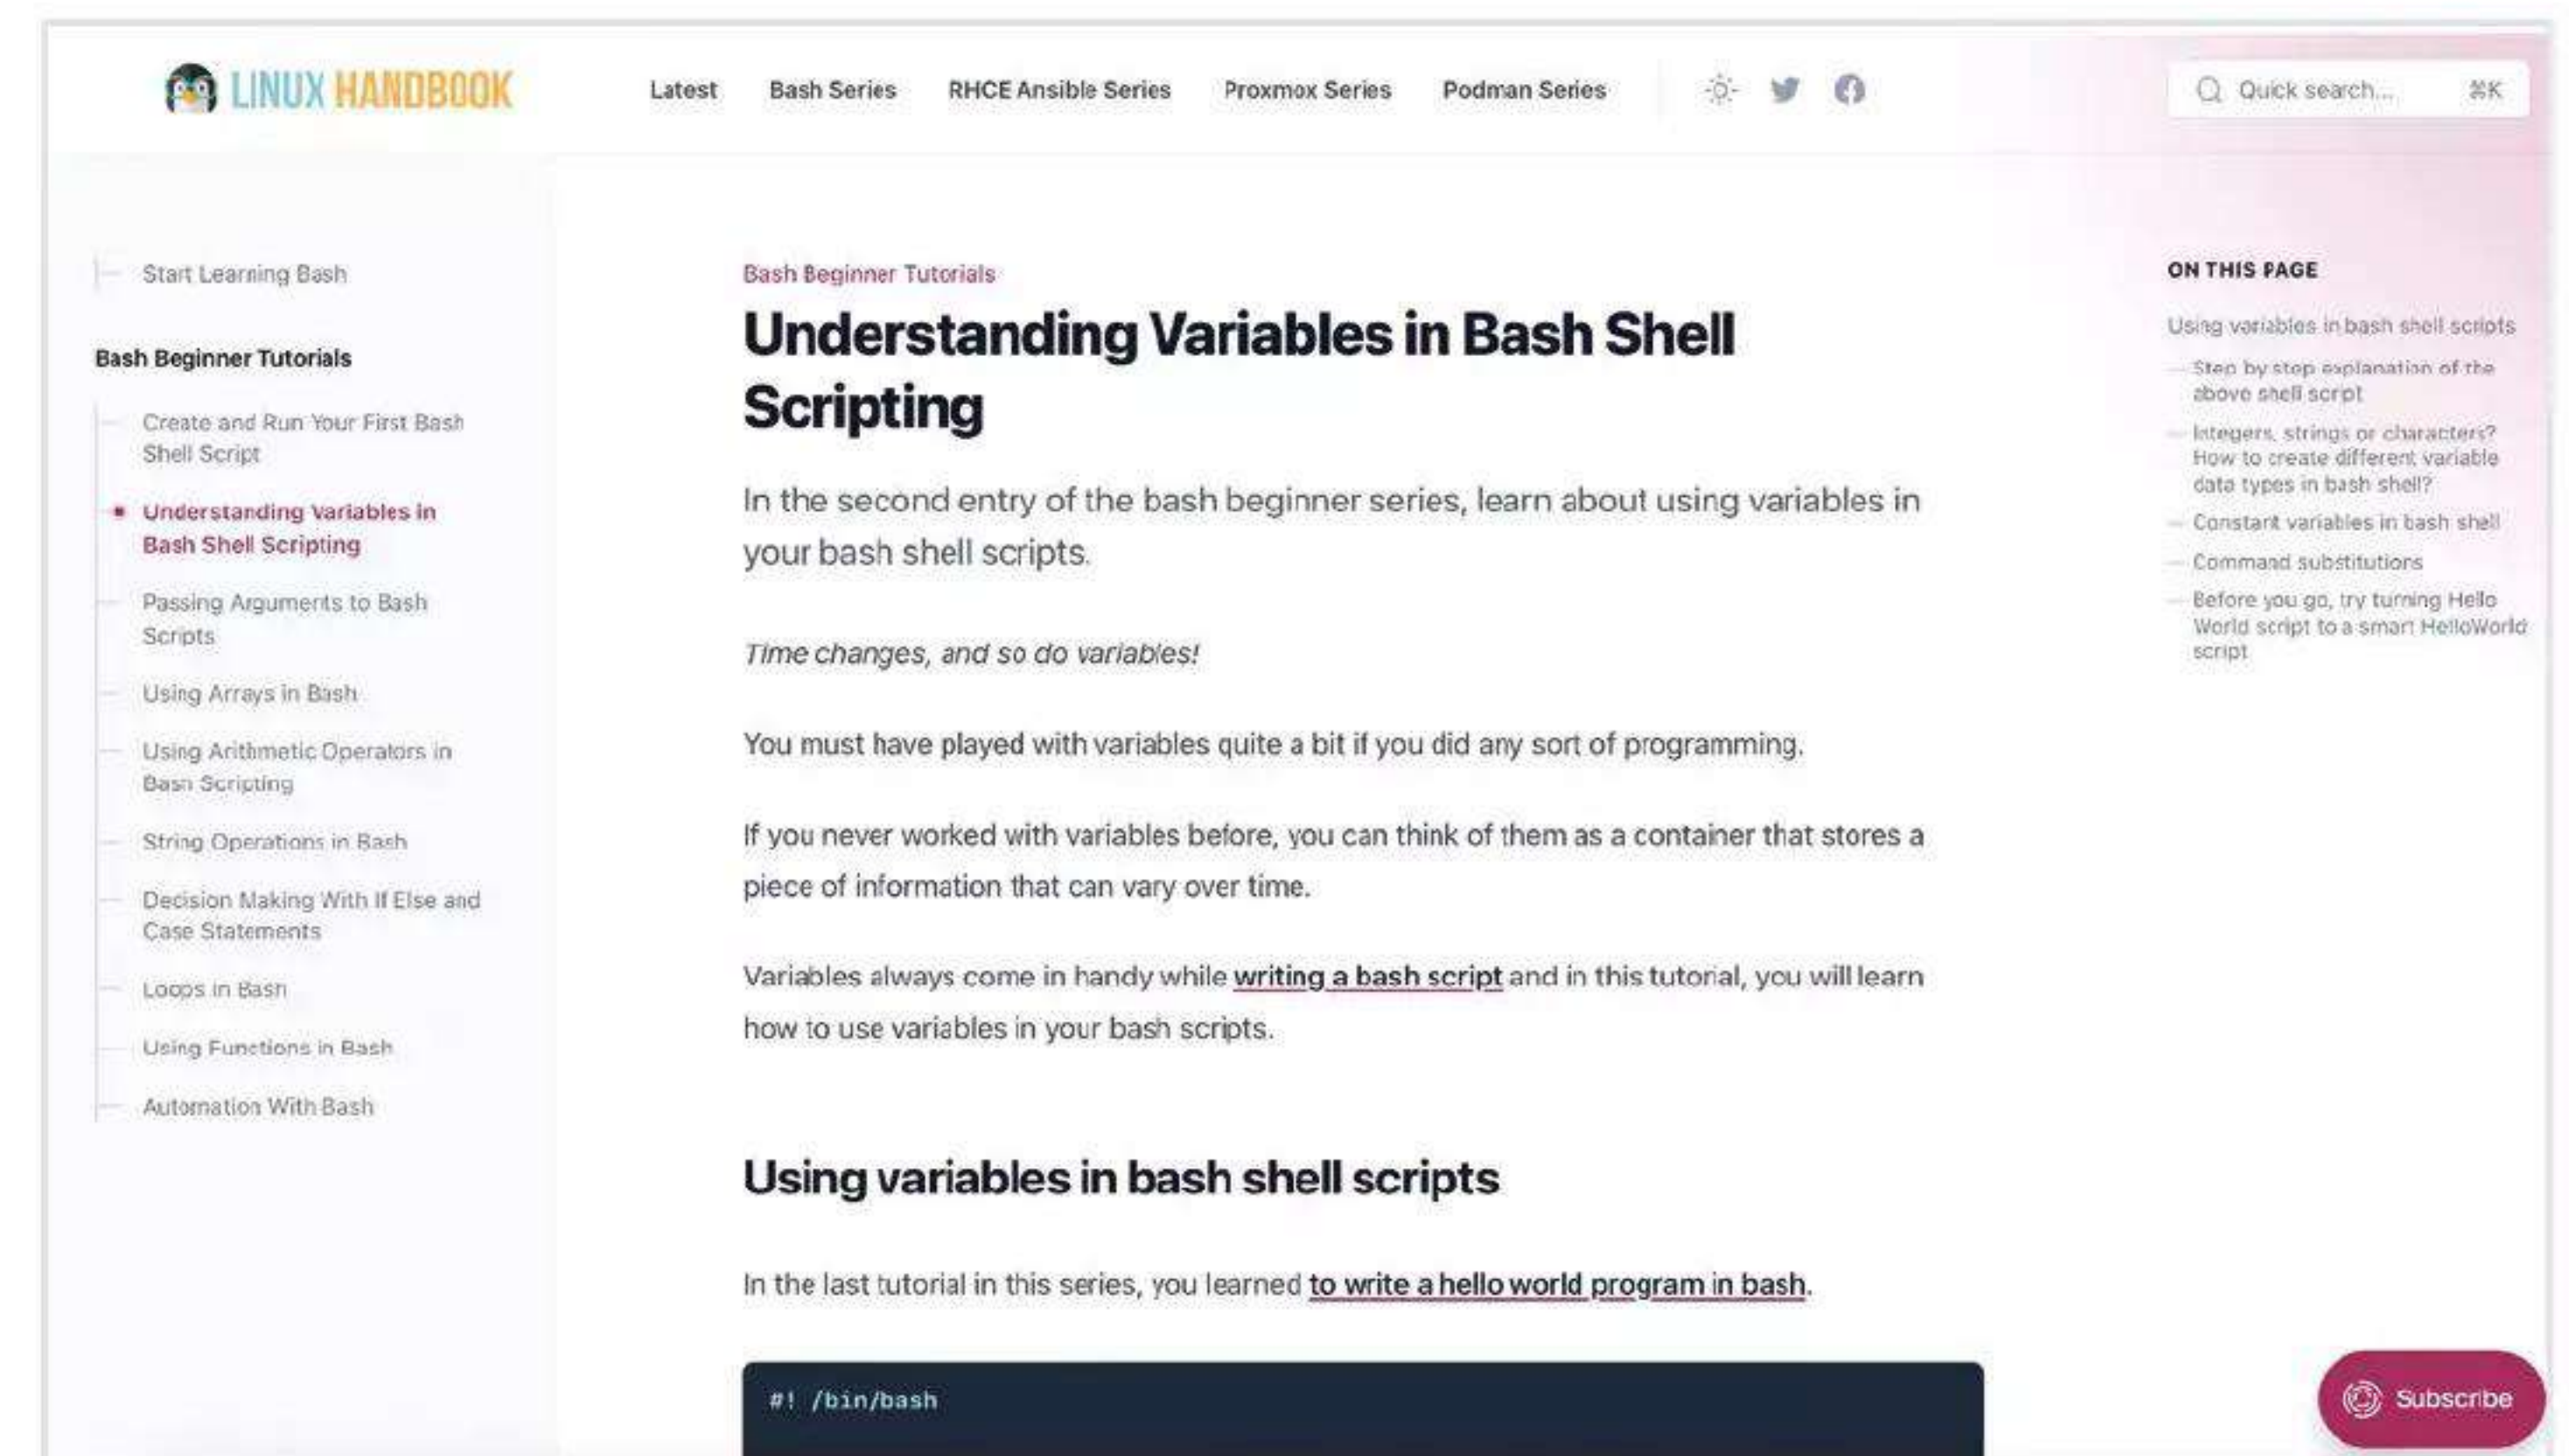 LINUX HANDBOOK
Latest
Bash Series
RHCE Ansible Series
Proxmox Series
Podman Series
Quick search...
⌘K
Start Learning Bash
Bash Beginner Tutorials
Create and Run Your First Bash
Shell Script
Understanding Variables in
Bash Shell Scripting
Passing Arguments to Bash
Scripts
Using Arrays in Bash
Using Arithmetic Operators in
Bash Scripting
String Operations in Bash
Decision Making With If Else and
Case Statements
Loops in Bash
Using Functions in Bash
Automation With Bash
Bash Beginner Tutorials
Understanding Variables in Bash Shell
Scripting
In the second entry of the bash beginner series, learn about using variables in
your bash shell scripts.
Time changes, and so do variables!
You must have played with variables quite a bit if you did any sort of programming.
If you never worked with variables before, you can think of them as a container that stores a
piece of information that can vary over time.
Variables always come in handy while writing a bash script and in this tutorial, you will learn
how to use variables in your bash scripts.
Using variables in bash shell scripts
In the last tutorial in this series, you learned to write a hello world program in bash.
#! /bin/bash
ON THIS PAGE
Using variables in bash shell scripts
Step by step explanation of the
above shell script
Integers, strings or characters?
How to create different variable
data types in bash shell?
Constant variables in bash shell
Command substitutions
Before you go, try turning Hello
World script to a smart HelloWorld
script
Subscribe